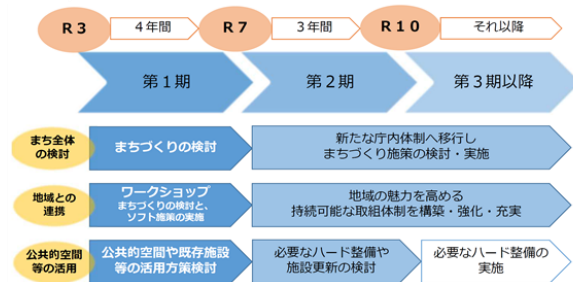 R3
4年間
R7
3年間
R10
それ以降
第1期
第2期
第3期以降
まち全体
の検討
まちづくりの検討
新たな庁内体制へ移行し
まちづくり施策の検討・実施
地域との
連携
ワークショップ
まちづくりの検討と、
ソフト施策の実施
地域の魅力を高める
持続可能な取組体制を構築・強化・充実
公共的空間
等の活用
公共的空間や既存施設
等の活用方策検討
必要なハード整備や
施設更新の検討
必要なハード整備の
実施